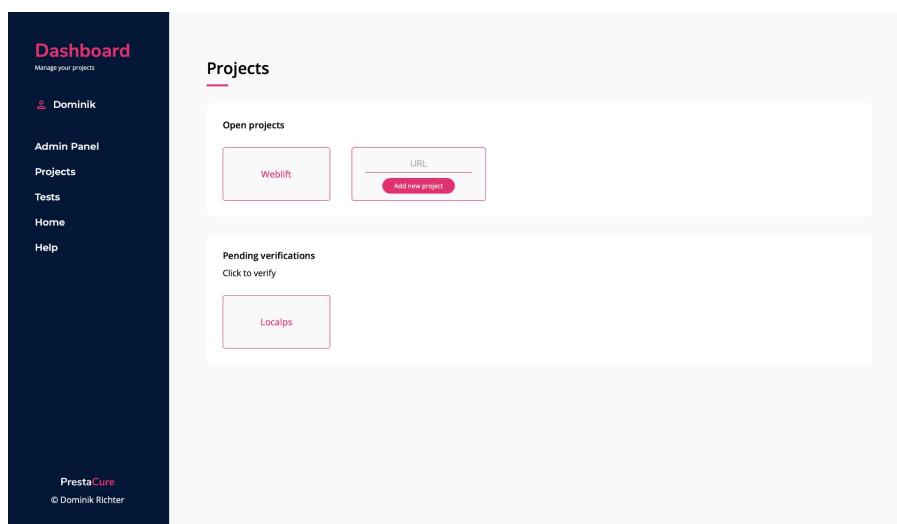 Dashboard
Manage your projects
Dominik
Admin Panel
Projects
Tests
Home
Help
PrestaCure
© Dominik Richter
Projects
Open projects
Weblift
URL
Add new project
Pending verifications
Click to verify
Localps